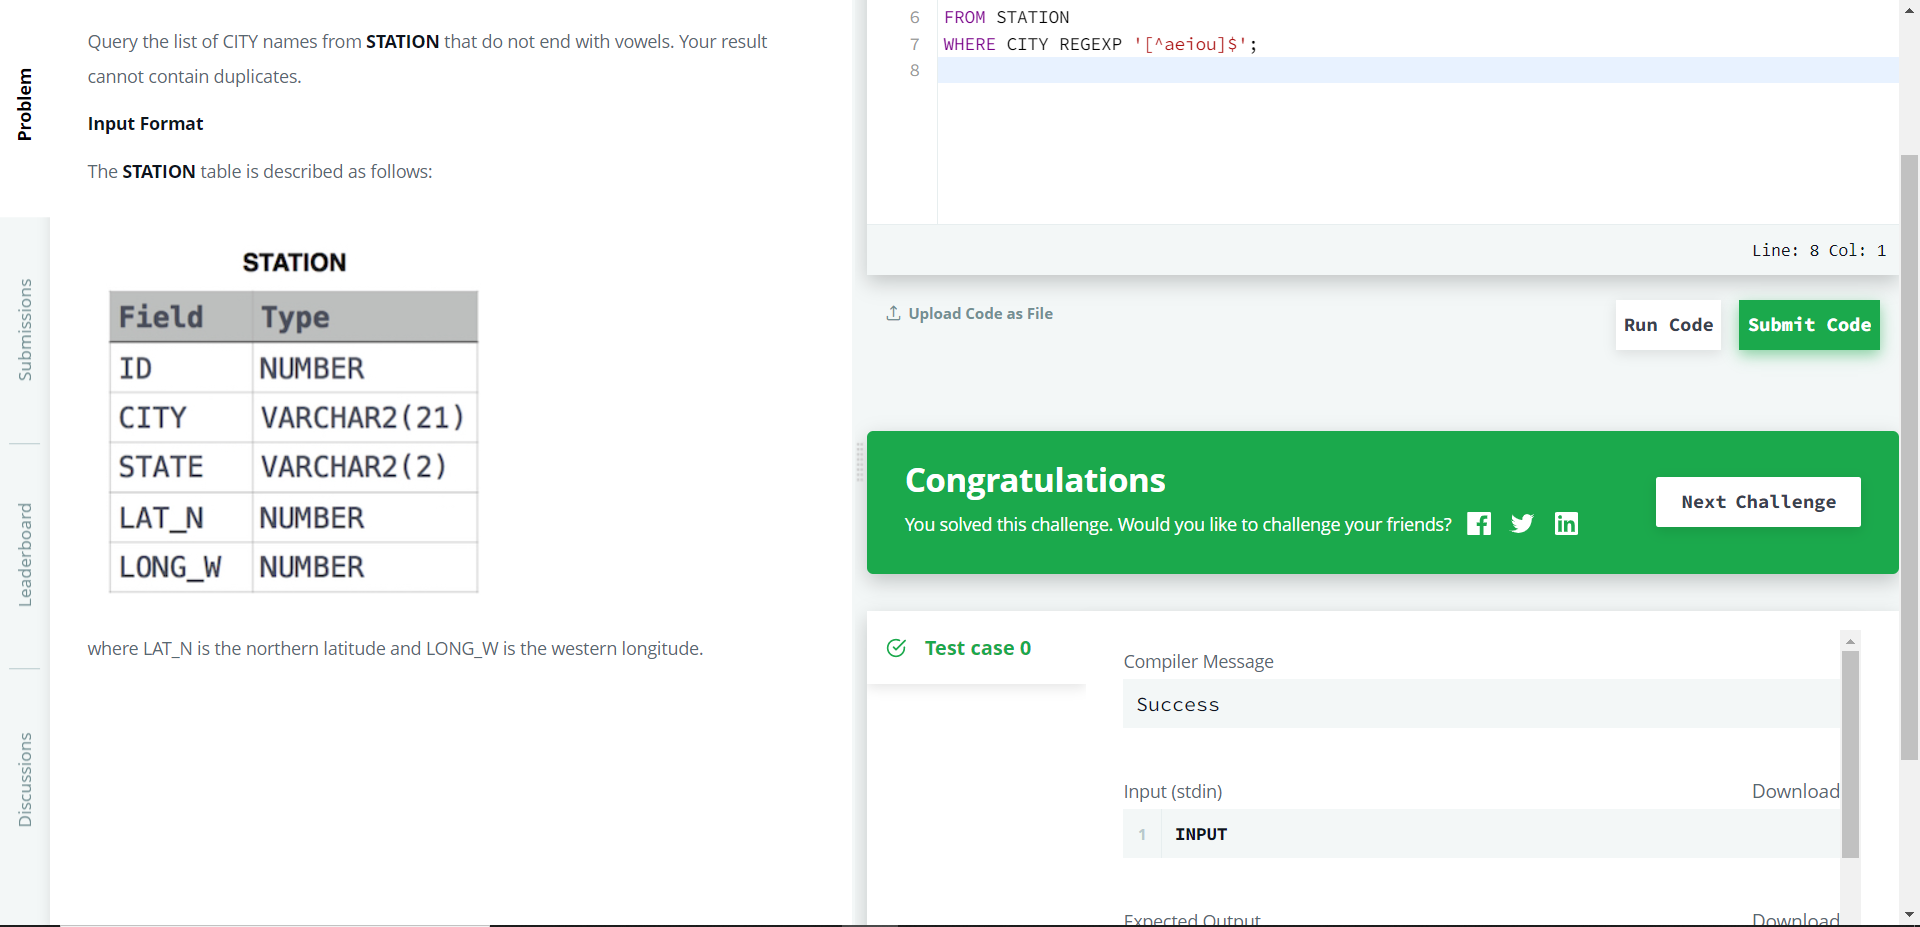 Problem
Submissions
Leaderboard
Discussions
Query the list of CITY names from STATION that do not end with vowels. Your result
cannot contain duplicates.
Input Format
The STATION table is described as follows:
STATION
Field Type
ID NUMBER
CITY VARCHAR2(21)
STATE VARCHAR2(2)
LAT_N NUMBER
LONG_W NUMBER
where LAT_N is the northern latitude and LONG_W is the western longitude.
6 FROM STATION
7 WHERE CITY REGEXP '[^aeiou]$';
8
Line: 8 Col: 1
Upload Code as File
Run Code
Submit Code
Congratulations
You solved this challenge. Would you like to challenge your friends?
Next Challenge
Test case 0
Compiler Message
Success
Input (stdin) Download
1 INPUT
Expected Output Download